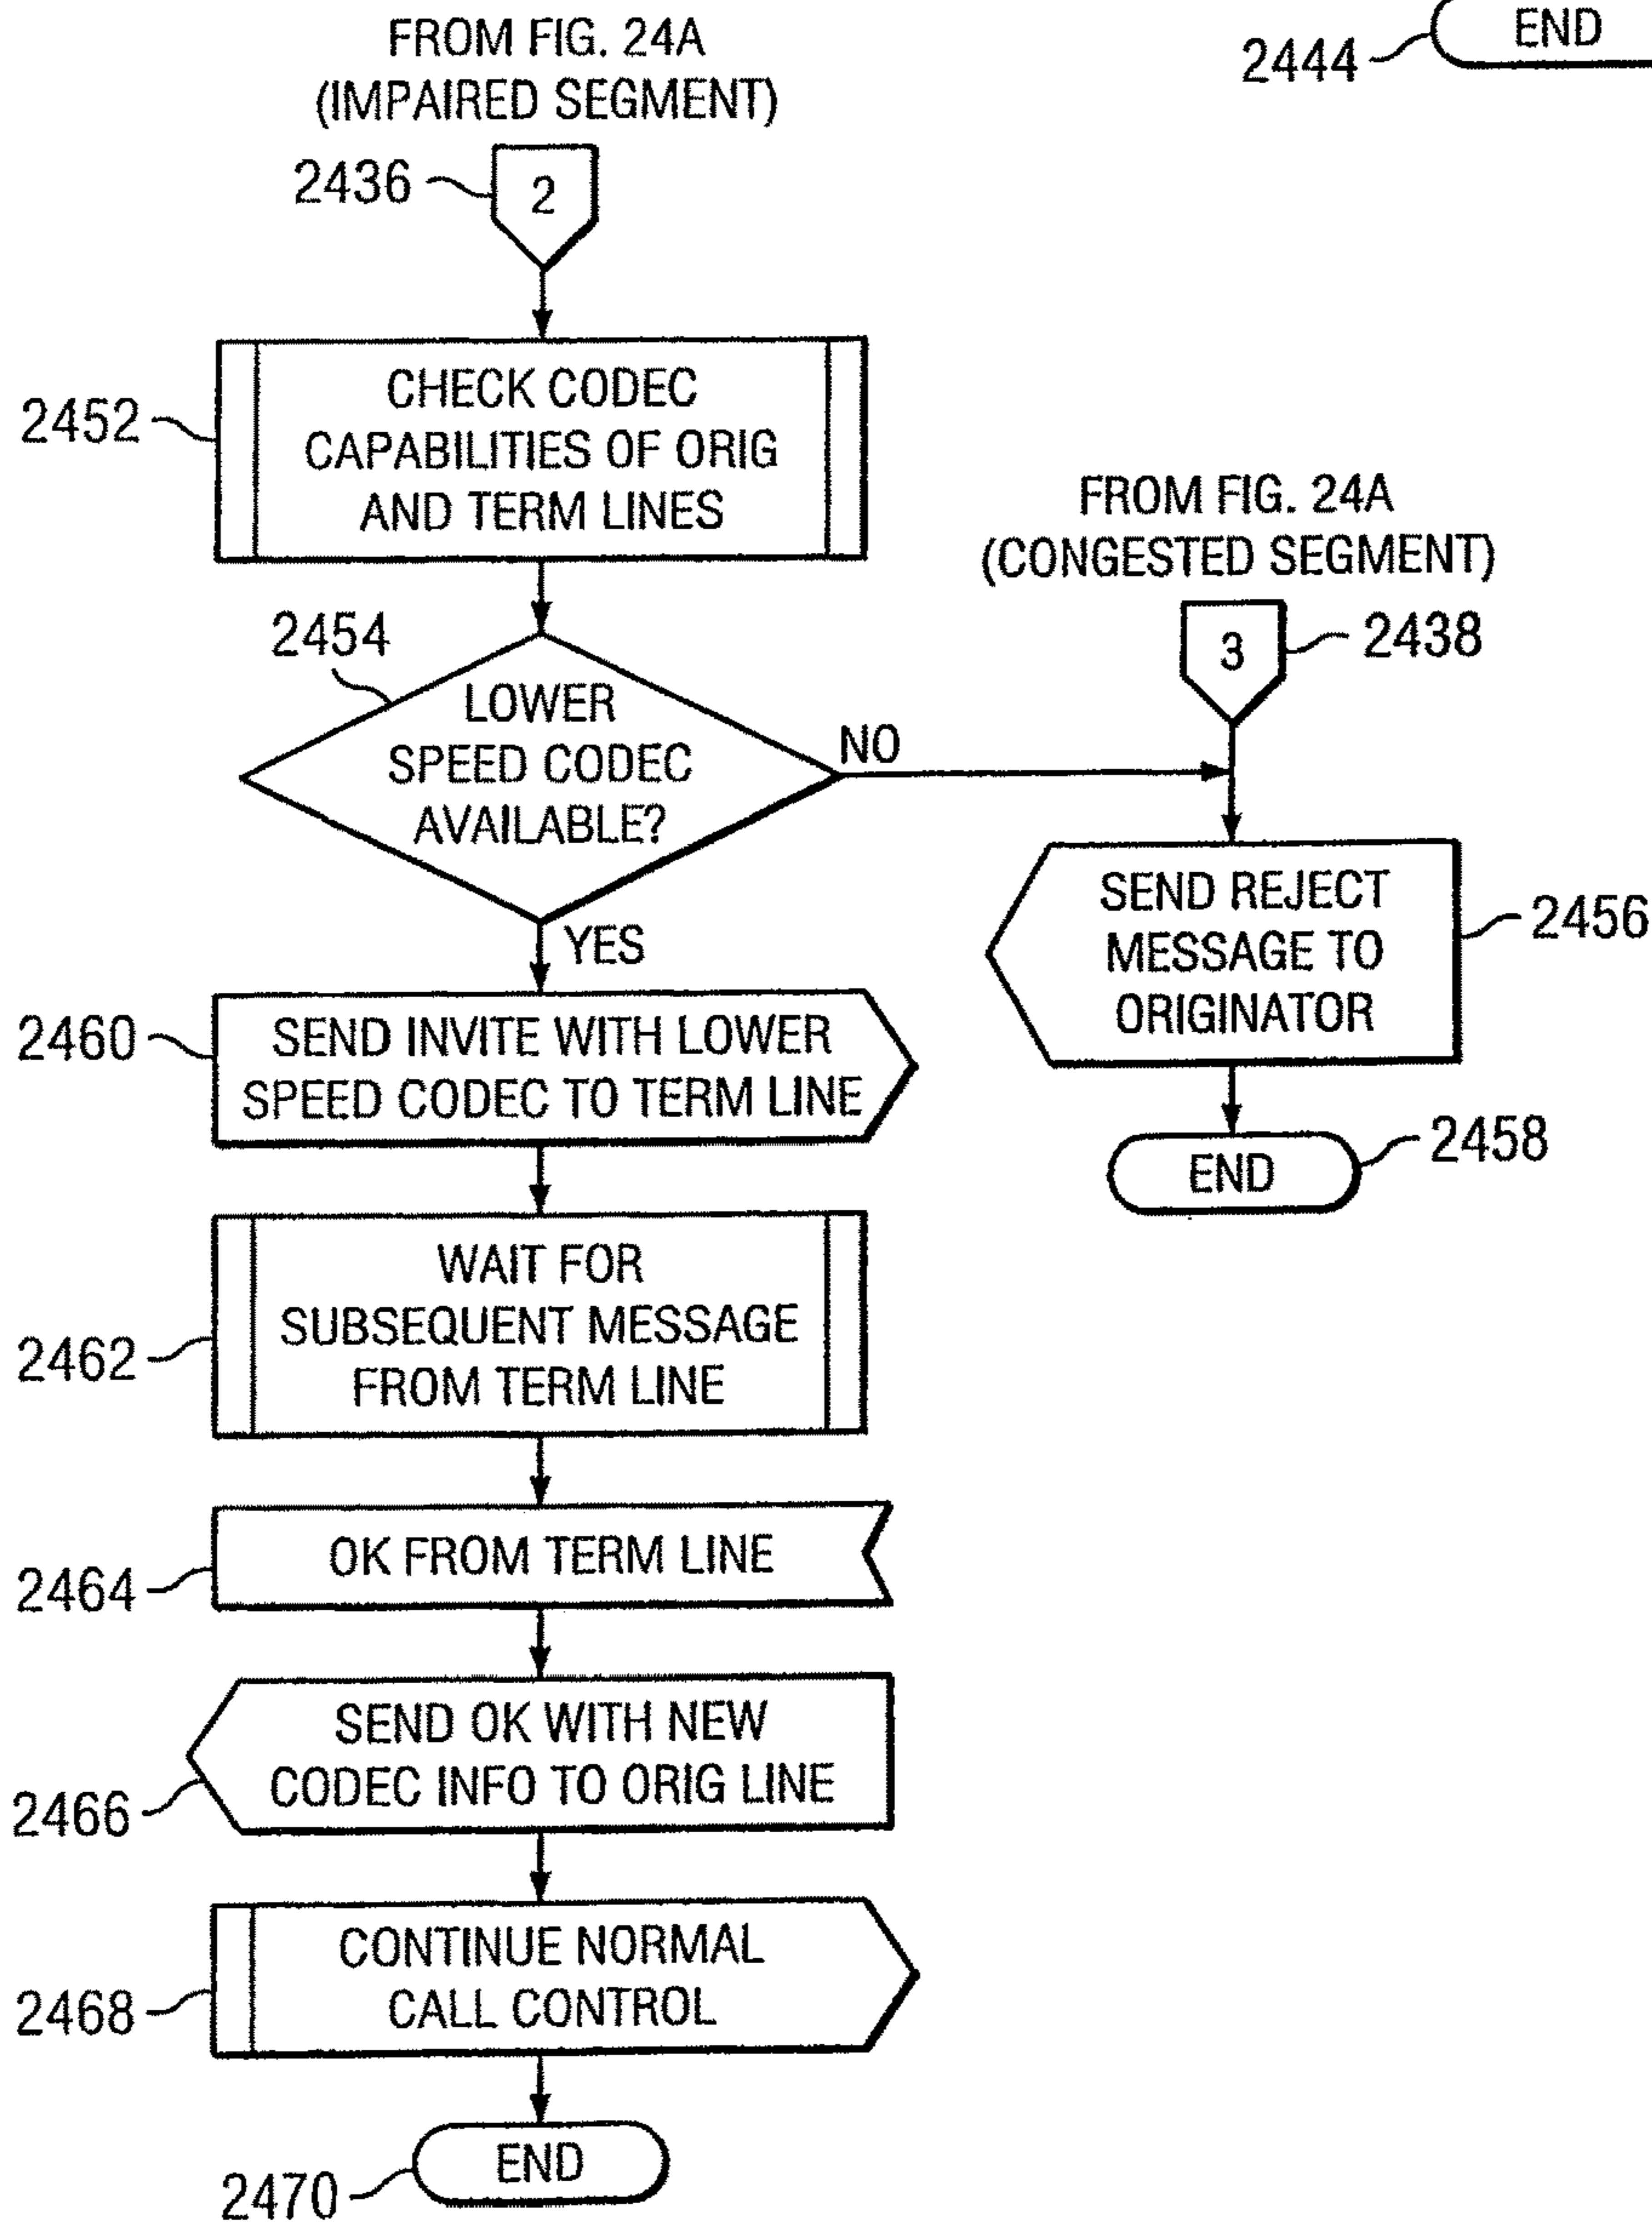 FROM FIG. 24A
(IMPAIRED SEGMENT)
2444
END
2436
2
2452
CHECK CODEC
CAPABILITIES OF ORIG
AND TERM LINES
FROM FIG. 24A
(CONGESTED SEGMENT)
3
2438
2454
LOWER
SPEED CODEC
AVAILABLE?
NO
YES
SEND REJECT
MESSAGE TO
ORIGINATOR
2456
END
2458
2460
SEND INVITE WITH LOWER
SPEED CODEC TO TERM LINE
2462
WAIT FOR
SUBSEQUENT MESSAGE
FROM TERM LINE
2464
OK FROM TERM LINE
2466
SEND OK WITH NEW
CODEC INFO TO ORIG LINE
2468
CONTINUE NORMAL
CALL CONTROL
2470
END